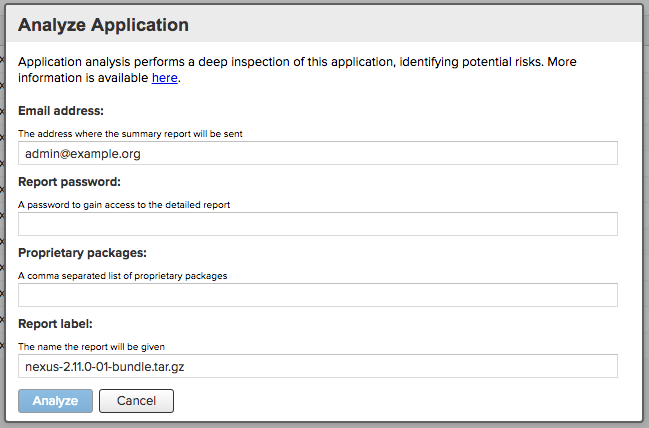 Analyze Application
Application analysis performs a deep inspection of this application, identifying potential risks. More
information is available here.
Email address:
The address where the summary report will be sent
admin@example.org
Report password:
A password to gain access to the detailed report
Proprietary packages:
A comma separated list of proprietary packages
Report label:
The name the report will be given
nexus-2.11.0-01-bundle.tar.gz
Analyze Cancel